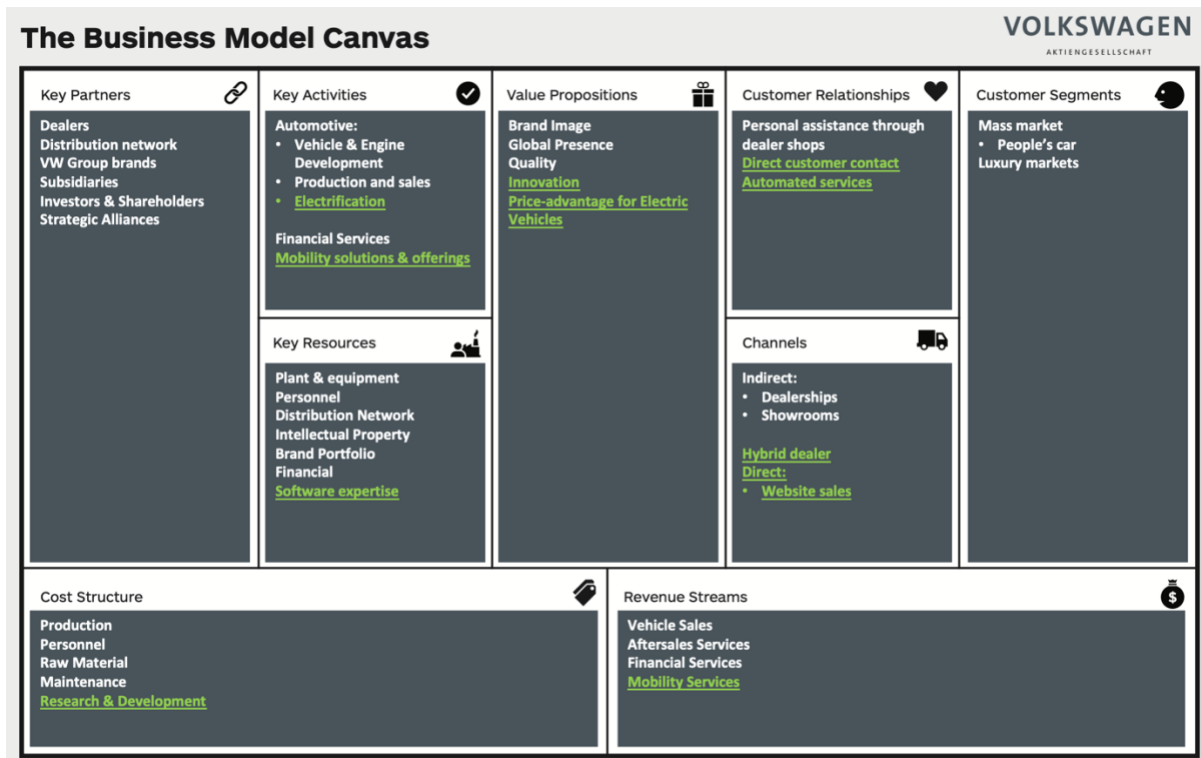 The Business Model Canvas
VOLKSWAGEN
AKTIENGESELLSCHAFT
Key Partners
Dealers
Distribution network
VW Group brands
Subsidiaries
Investors & Shareholders
Strategic Alliances
Key Activities
Automotive:
• Vehicle & Engine
Development
• Production and sales
• Electrification
Financial Services
Mobility solutions & offerings
Key Resources
Plant & equipment
Personnel
Distribution Network
Intellectual Property
Brand Portfolio
Financial
Software expertise
Value Propositions
Brand Image
Global Presence
Quality
Innovation
Price-advantage for Electric
Vehicles
Customer Relationships
Personal assistance through
dealer shops
Direct customer contact
Automated services
Channels
Indirect:
• Dealerships
• Showrooms
Hybrid dealer
Direct:
• Website sales
Customer Segments
Mass market
• People's car
Luxury markets
Cost Structure
Production
Personnel
Raw Material
Maintenance
Research & Development
Revenue Streams
$
Vehicle Sales
Aftersales Services
Financial Services
Mobility Services